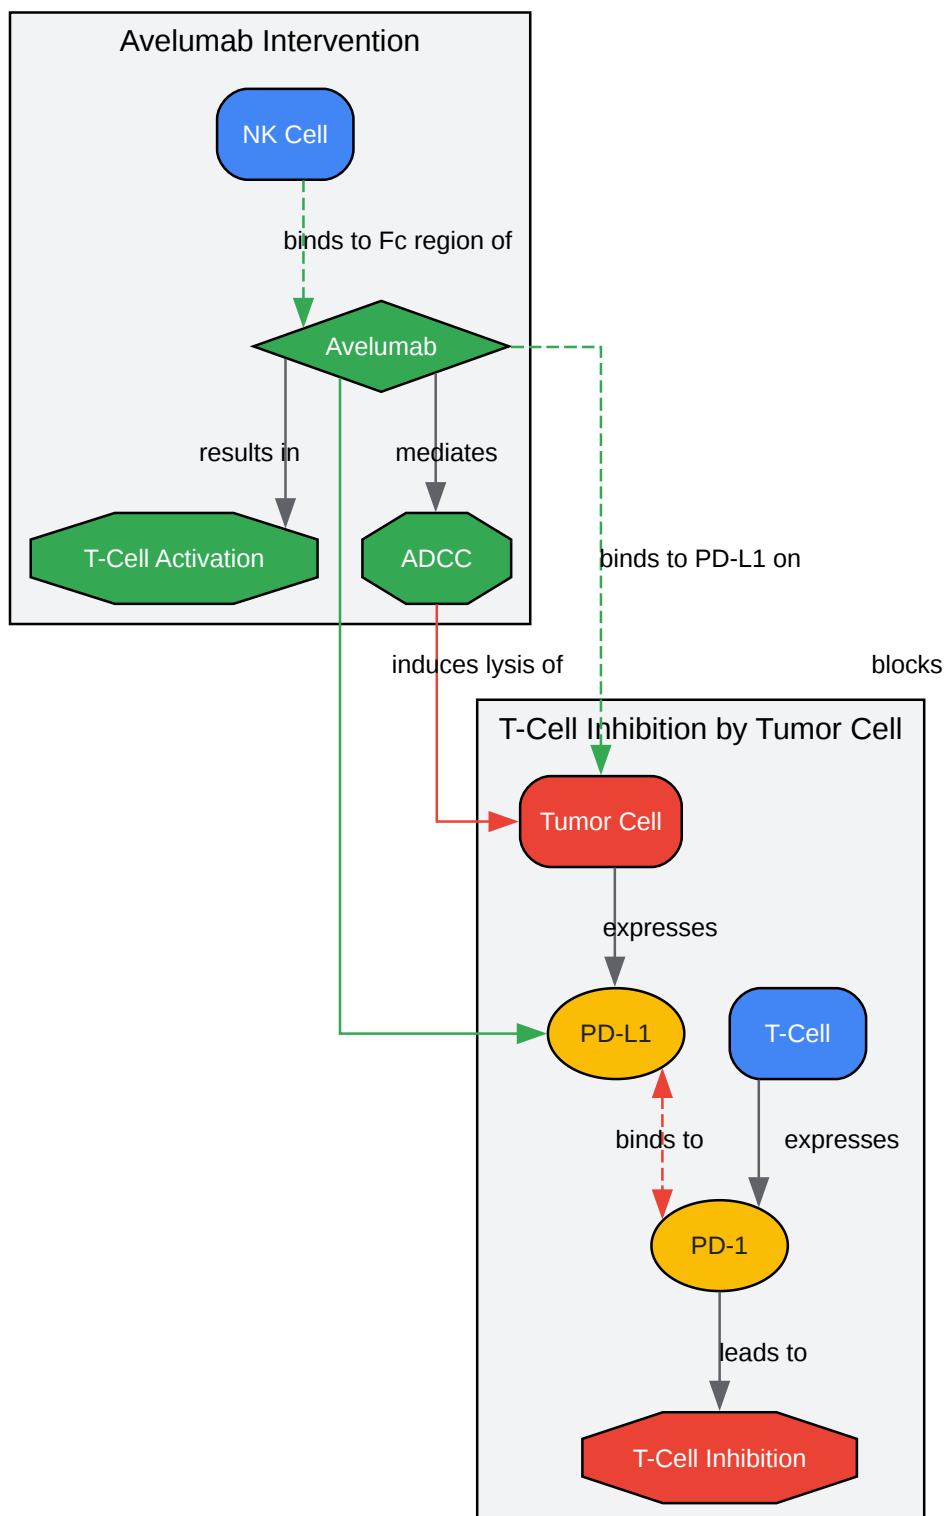 Avelumab Intervention
NK Cell
binds to Fc region of
Avelumab
results in
mediates
T-Cell Activation
ADCC
binds to PD-L1 on
induces lysis of
blocks
T-Cell Inhibition by Tumor Cell
Tumor Cell
expresses
PD-L1
T-Cell
binds to
expresses
PD-1
leads to
T-Cell Inhibition